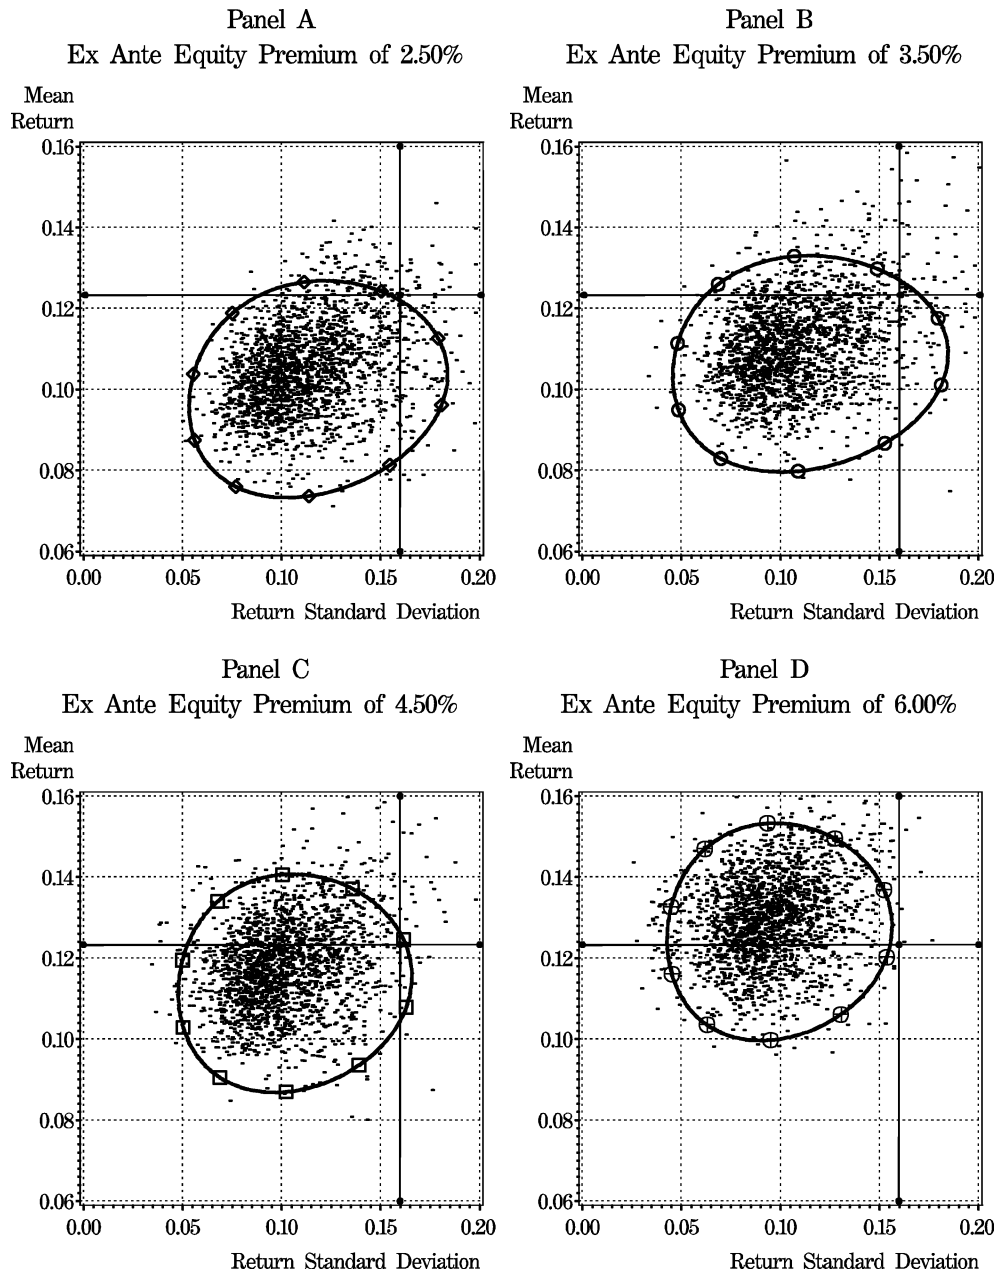 Panel A
Ex Ante Equity Premium of 2.50%
Mean
Return
0.16
0.14
0.12
0.10
0.08
0.06
0.00 0.05 0.10 0.15 0.20
Return Standard Deviation
Panel B
Ex Ante Equity Premium of 3.50%
Mean
Return
0.16
0.14
0.12
0.10
0.08
0.06
0.00 0.05 0.10 0.15 0.20
Return Standard Deviation
Panel C
Ex Ante Equity Premium of 4.50%
Mean
Return
0.16
0.14
0.12
0.10
0.08
0.06
0.00 0.05 0.10 0.15 0.20
Return Standard Deviation
Panel D
Ex Ante Equity Premium of 6.00%
Mean
Return
0.16
0.14
0.12
0.10
0.08
0.06
0.00 0.05 0.10 0.15 0.20
Return Standard Deviation